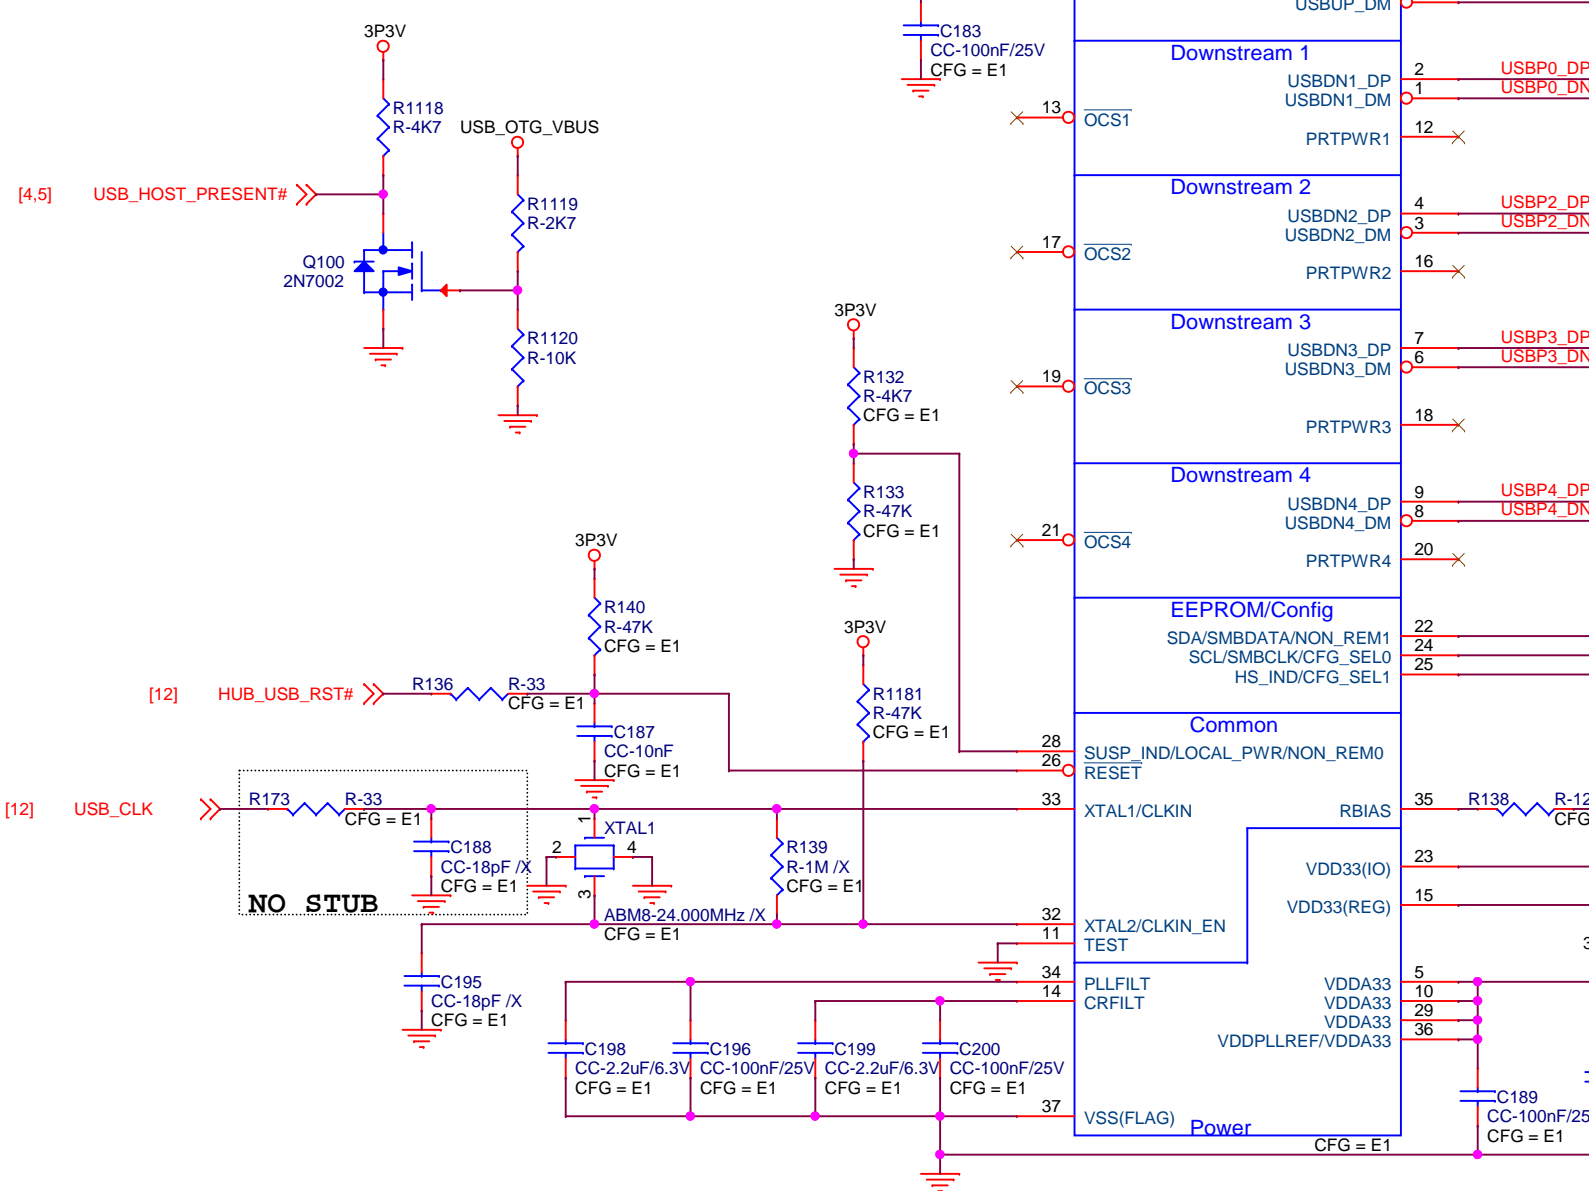 USBUP_DM
3P3V
C183
CC-100nF/25V
CFG = E1
Downstream 1
USBDN1_DP
2
USBP0_DP
USBDN1_DM
1
USBP0_DN
13
OCS1
PRTPWR1
12
R1118
R-4K7
USB_OTG_VBUS
[4,5]
USB_HOST_PRESENT#
R1119
R-2K7
Downstream 2
USBDN2_DP
4
USBP2_DP
USBDN2_DM
3
USBP2_DN
17
OCS2
PRTPWR2
16
Q100
2N7002
R1120
R-10K
3P3V
Downstream 3
USBDN3_DP
7
USBP3_DP
USBDN3_DM
6
USBP3_DN
19
OCS3
PRTPWR3
18
R132
R-4K7
CFG = E1
R133
R-47K
CFG = E1
Downstream 4
USBDN4_DP
9
USBP4_DP
USBDN4_DM
8
USBP4_DN
21
OCS4
PRTPWR4
20
3P3V
R140
R-47K
CFG = E1
3P3V
EEPROM/Config
SDA/SMBDATA/NON_REM1
22
SCL/SMBCLK/CFG_SEL0
24
HS_IND/CFG_SEL1
25
[12]
HUB_USB_RST#
R136
R-33
CFG = E1
R1181
R-47K
CFG = E1
C187
CC-10nF
CFG = E1
Common
28
SUSP_IND/LOCAL_PWR/NON_REM0
26
RESET
[12]
USB_CLK
R173
R-33
CFG = E1
33
XTAL1/CLKIN
RBIAS
35
R138
R-12
CFG
C188
CC-18pF /X
CFG = E1
NO STUB
1
XTAL1
2
4
3
ABM8-24.000MHz /X
CFG = E1
R139
R-1M /X
CFG = E1
VDD33(IO)
23
VDD33(REG)
15
32
XTAL2/CLKIN_EN
11
TEST
3
C195
CC-18pF /X
CFG = E1
34
PLLFILT
14
CRFILT
VDDA33
5
VDDA33
10
VDDA33
29
VDDPLLREF/VDDA33
36
C198
CC-2.2uF/6.3V
CFG = E1
C196
CC-100nF/25V
CFG = E1
C199
CC-2.2uF/6.3V
CFG = E1
C200
CC-100nF/25V
CFG = E1
37
VSS(FLAG)
Power
CFG = E1
C189
CC-100nF/25
CFG = E1